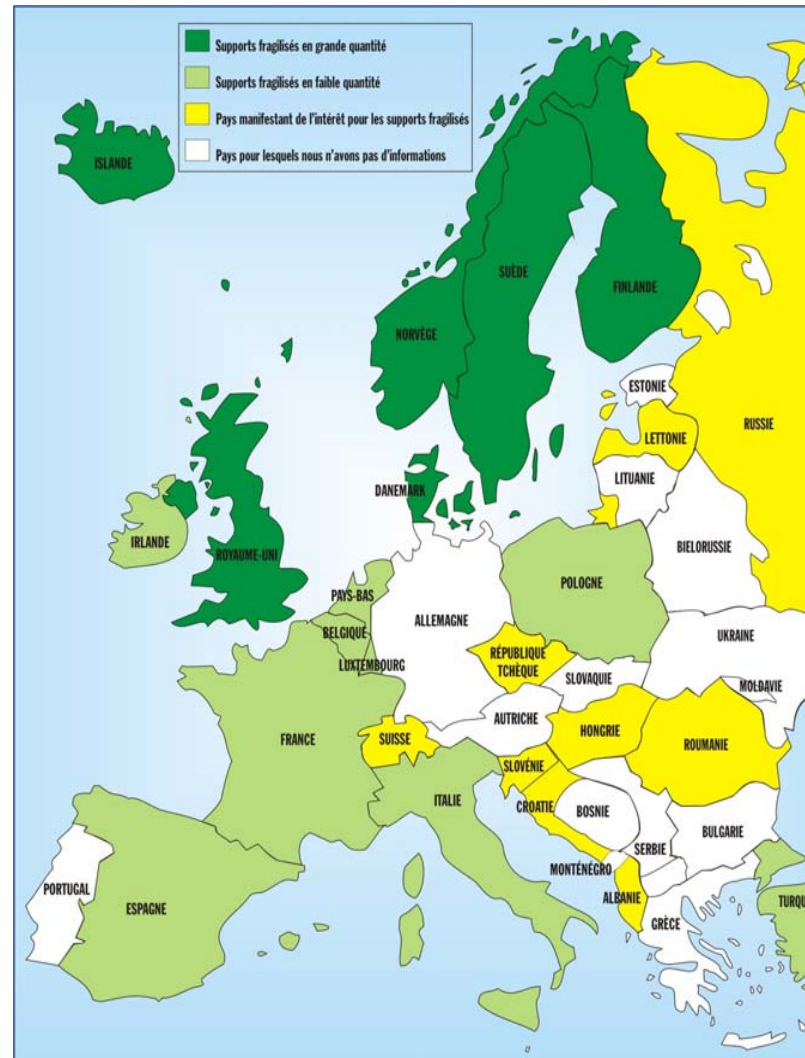 Supports fragilisés en grande quantité
Supports fragilisés en faible quantité
Pays manifestant de l'intérêt pour les supports fragilisés
Pays pour lesquels nous n'avons pas d'informations
ISLANDE
SUÈDE
FINLANDE
NORVÈGE
ESTONIE
RUSSIE
LETTONIE
LITUANIE
DANEMARK
BIELORUSSIE
IRLANDE
ROYAUME-UNI
PAYS-BAS
POLOGNE
ALLEMAGNE
BELGIQUE
UKRAINE
RÉPUBLIQUE
TCHÈQUE
LUXEMBOURG
SLOVAQUIE
MOLDAVIE
AUTRICHE
FRANCE
SUISSE
HONGRIE
ROUMANIE
SLOVÉNIE
ITALIE
CROATIE
BOSNIE
BULGARIE
SERBIE
MONTÉNÉGRO
PORTUGAL
ALBANIE
ESPAGNE
GRÈCE
TURQU